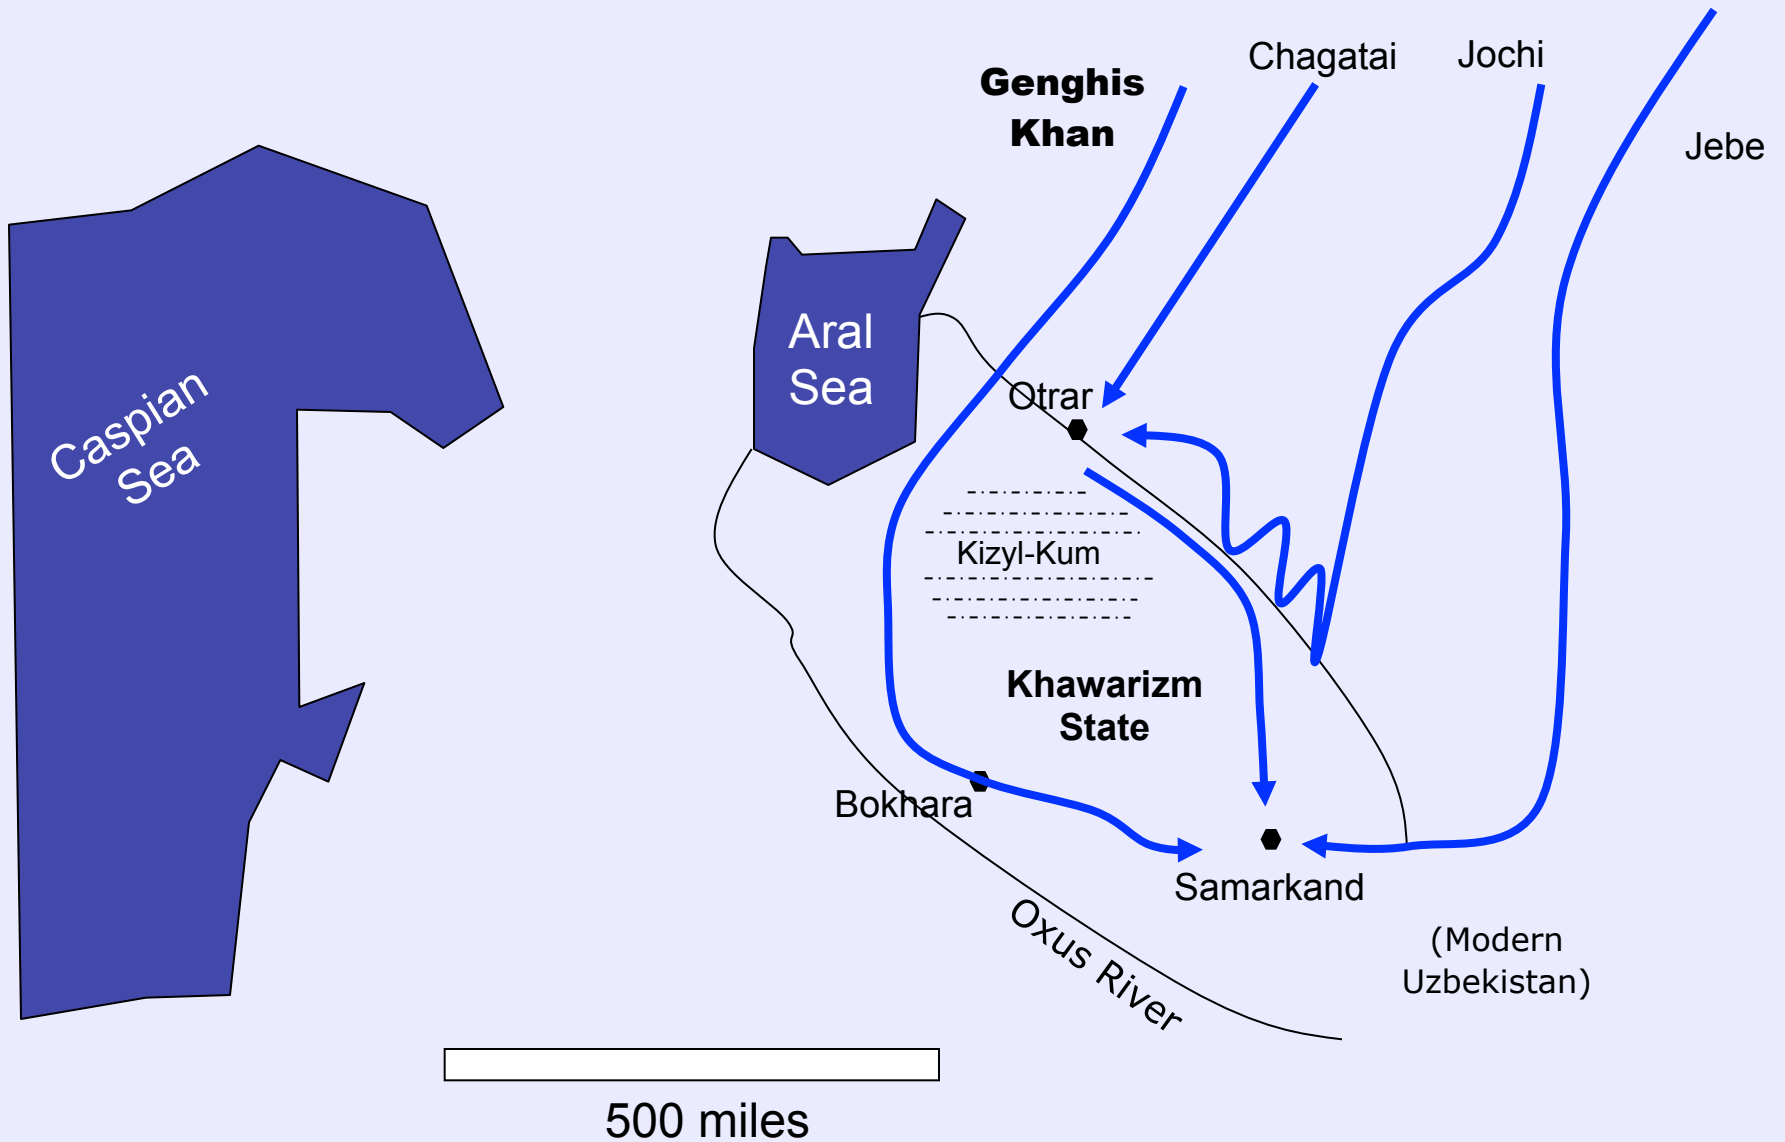 Genghis
Khan
Chagatai
Jochi
Jebe
Caspian
Sea
Aral
Sea
Otrar
Kizyl-Kum
Khawarizm
State
Bokhara
Samarkand
Oxus River
(Modern
Uzbekistan)
500 miles